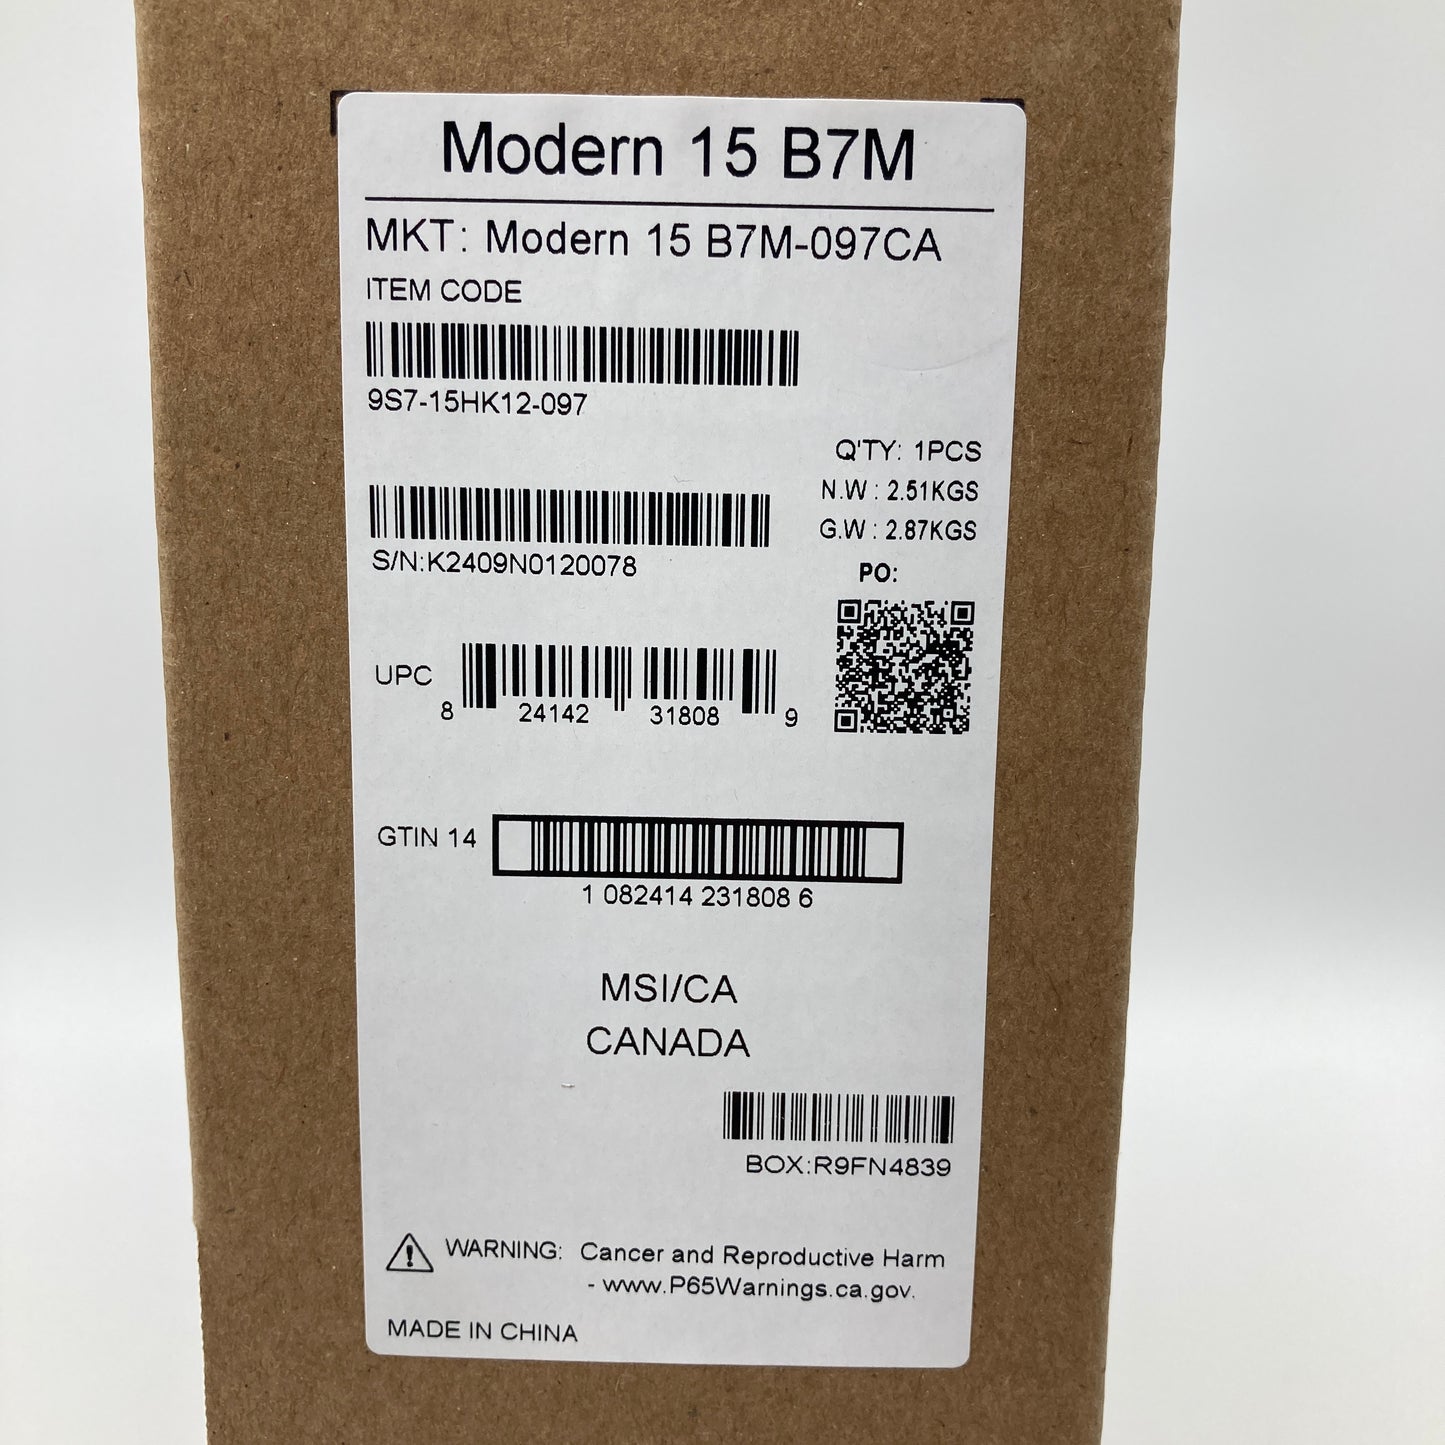 Modern 15 B7M
MKT: Modern 15 B7M-097CA
ITEM CODE
9S7-15HK12-097
Q'TY: 1PCS
N.W : 2.51KGS
G.W : 2.87KGS
S/N:K2409N0120078
PO:
UPC
8 24142 31808 9
GTIN 14
1 082414 231808 6
MSI/CA
CANADA
BOX:R9FN4839
WARNING: Cancer and Reproductive Harm
- www.P65Warnings.ca.gov.
MADE IN CHINA